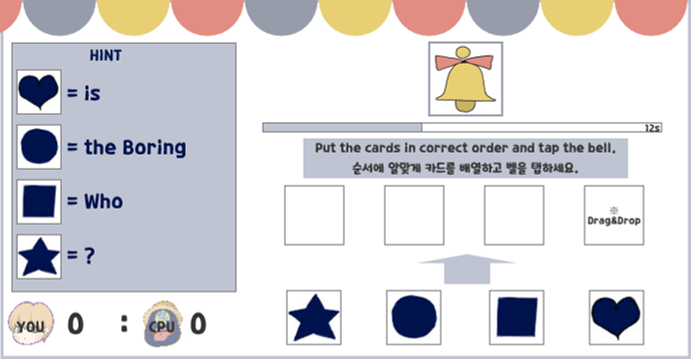 HINT
= is
= the Boring
= Who
= ?
12s
Put the cards in correct order and tap the bell.
순서에 알맞게 카드를 배열하고 벨을 탭하세요.
※
Drag&Drop
YOU 0 : CPU 0